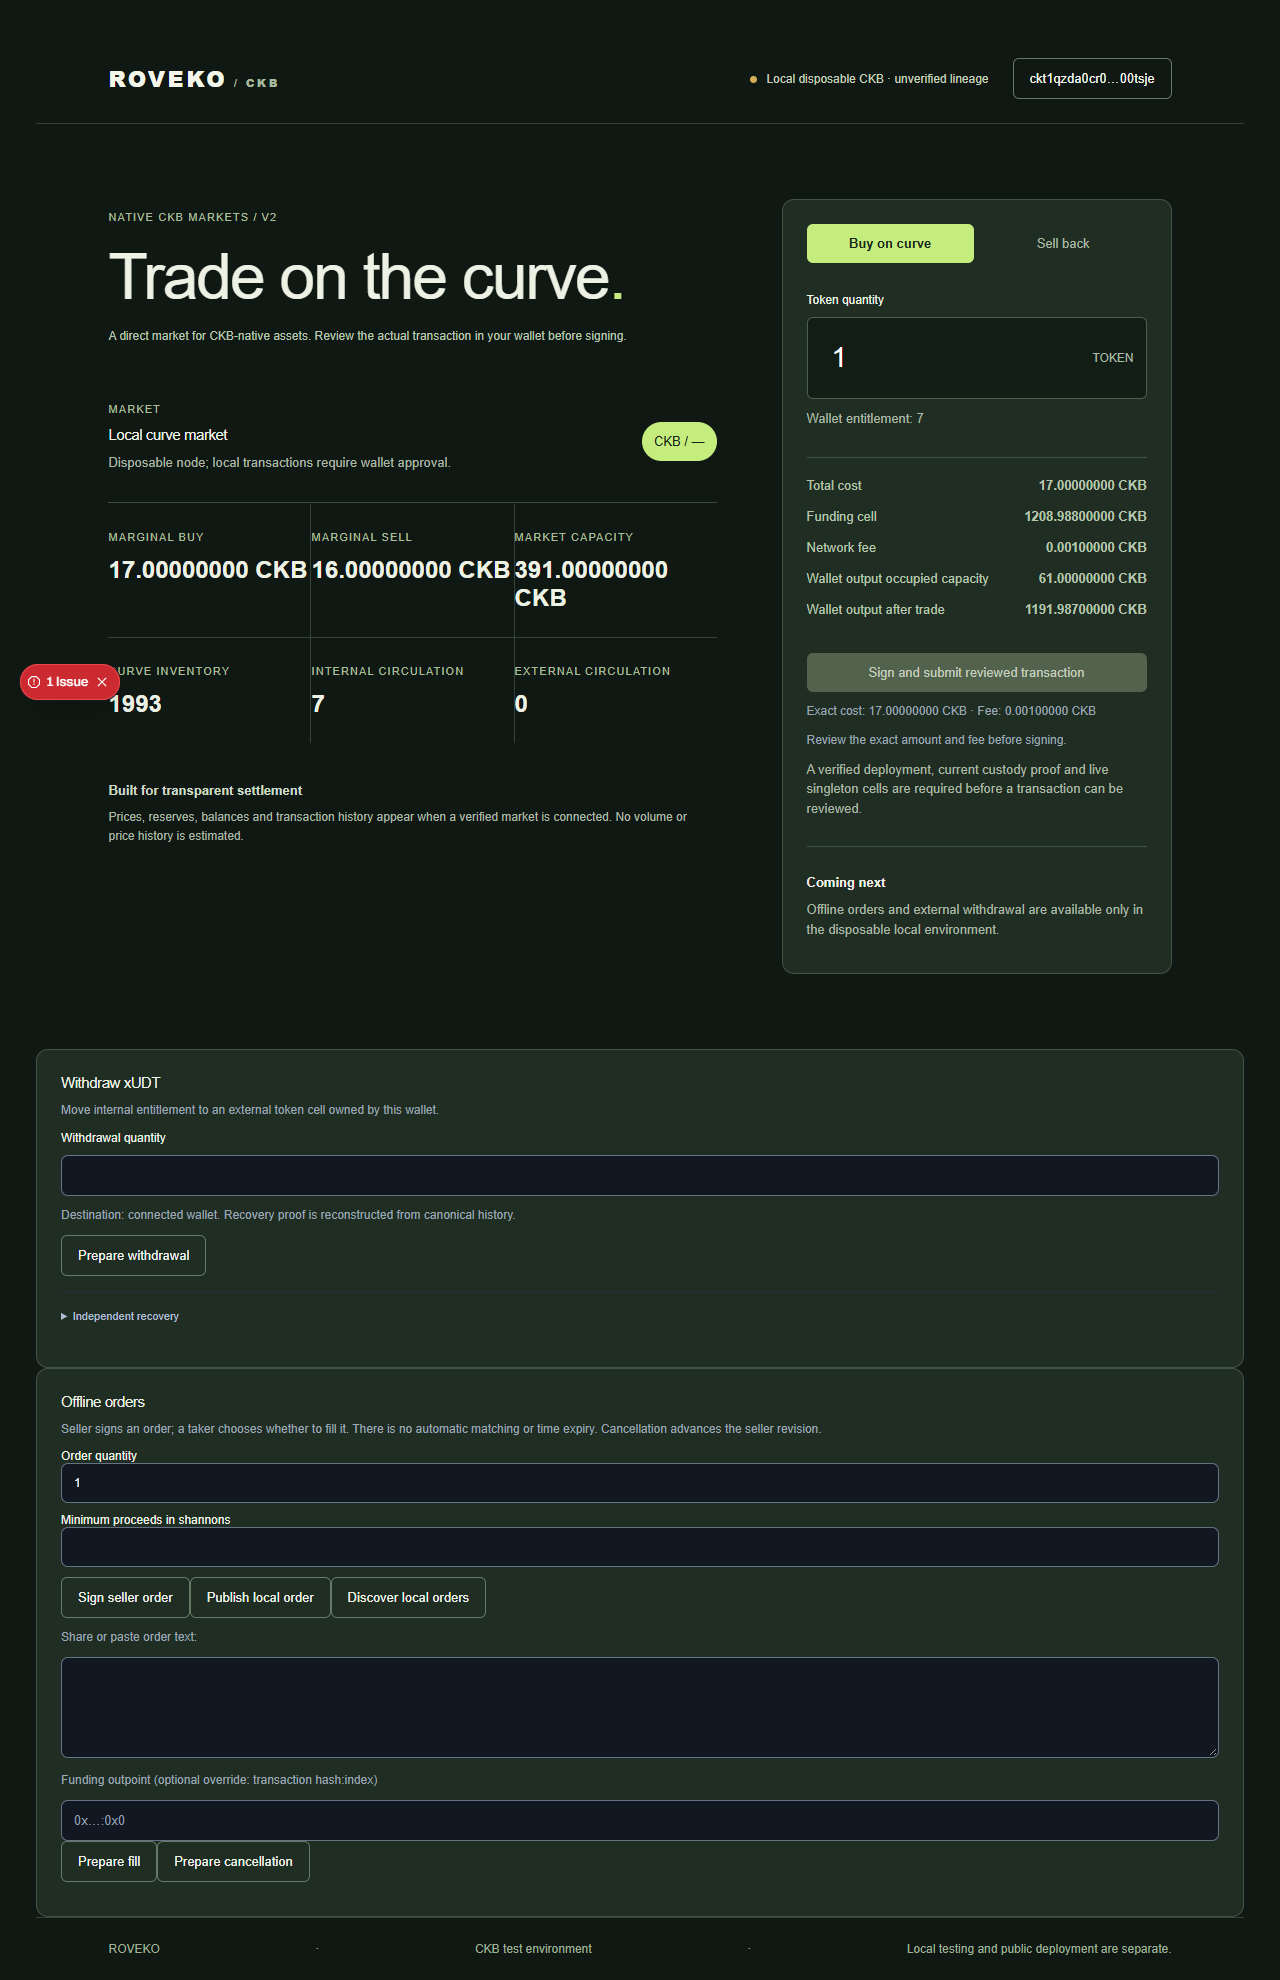 ROVEKO / CKB
Local disposable CKB · unverified lineage
ckt1qzda0cr0…00tsje
NATIVE CKB MARKETS / V2
Trade on the curve.
A direct market for CKB-native assets. Review the actual transaction in your wallet before signing.
MARKET
Local curve market
Disposable node; local transactions require wallet approval.
CKB / —
MARGINAL BUY
17.00000000 CKB
MARGINAL SELL
16.00000000 CKB
MARKET CAPACITY
391.00000000
CKB
1 Issue
URVE INVENTORY
1993
INTERNAL CIRCULATION
7
EXTERNAL CIRCULATION
0
Built for transparent settlement
Prices, reserves, balances and transaction history appear when a verified market is connected. No volume or
price history is estimated.
Buy on curve
Sell back
Token quantity
1
TOKEN
Wallet entitlement: 7
Total cost 17.00000000 CKB
Funding cell 1208.98800000 CKB
Network fee 0.00100000 CKB
Wallet output occupied capacity 61.00000000 CKB
Wallet output after trade 1191.98700000 CKB
Sign and submit reviewed transaction
Exact cost: 17.00000000 CKB · Fee: 0.00100000 CKB
Review the exact amount and fee before signing.
A verified deployment, current custody proof and live
singleton cells are required before a transaction can be
reviewed.
Coming next
Offline orders and external withdrawal are available only in
the disposable local environment.
Withdraw xUDT
Move internal entitlement to an external token cell owned by this wallet.
Withdrawal quantity
Destination: connected wallet. Recovery proof is reconstructed from canonical history.
Prepare withdrawal
Independent recovery
Offline orders
Seller signs an order; a taker chooses whether to fill it. There is no automatic matching or time expiry. Cancellation advances the seller revision.
Order quantity
1
Minimum proceeds in shannons
Sign seller order
Publish local order
Discover local orders
Share or paste order text:
Funding outpoint (optional override: transaction hash:index)
0x…:0x0
Prepare fill
Prepare cancellation
ROVEKO · CKB test environment · Local testing and public deployment are separate.